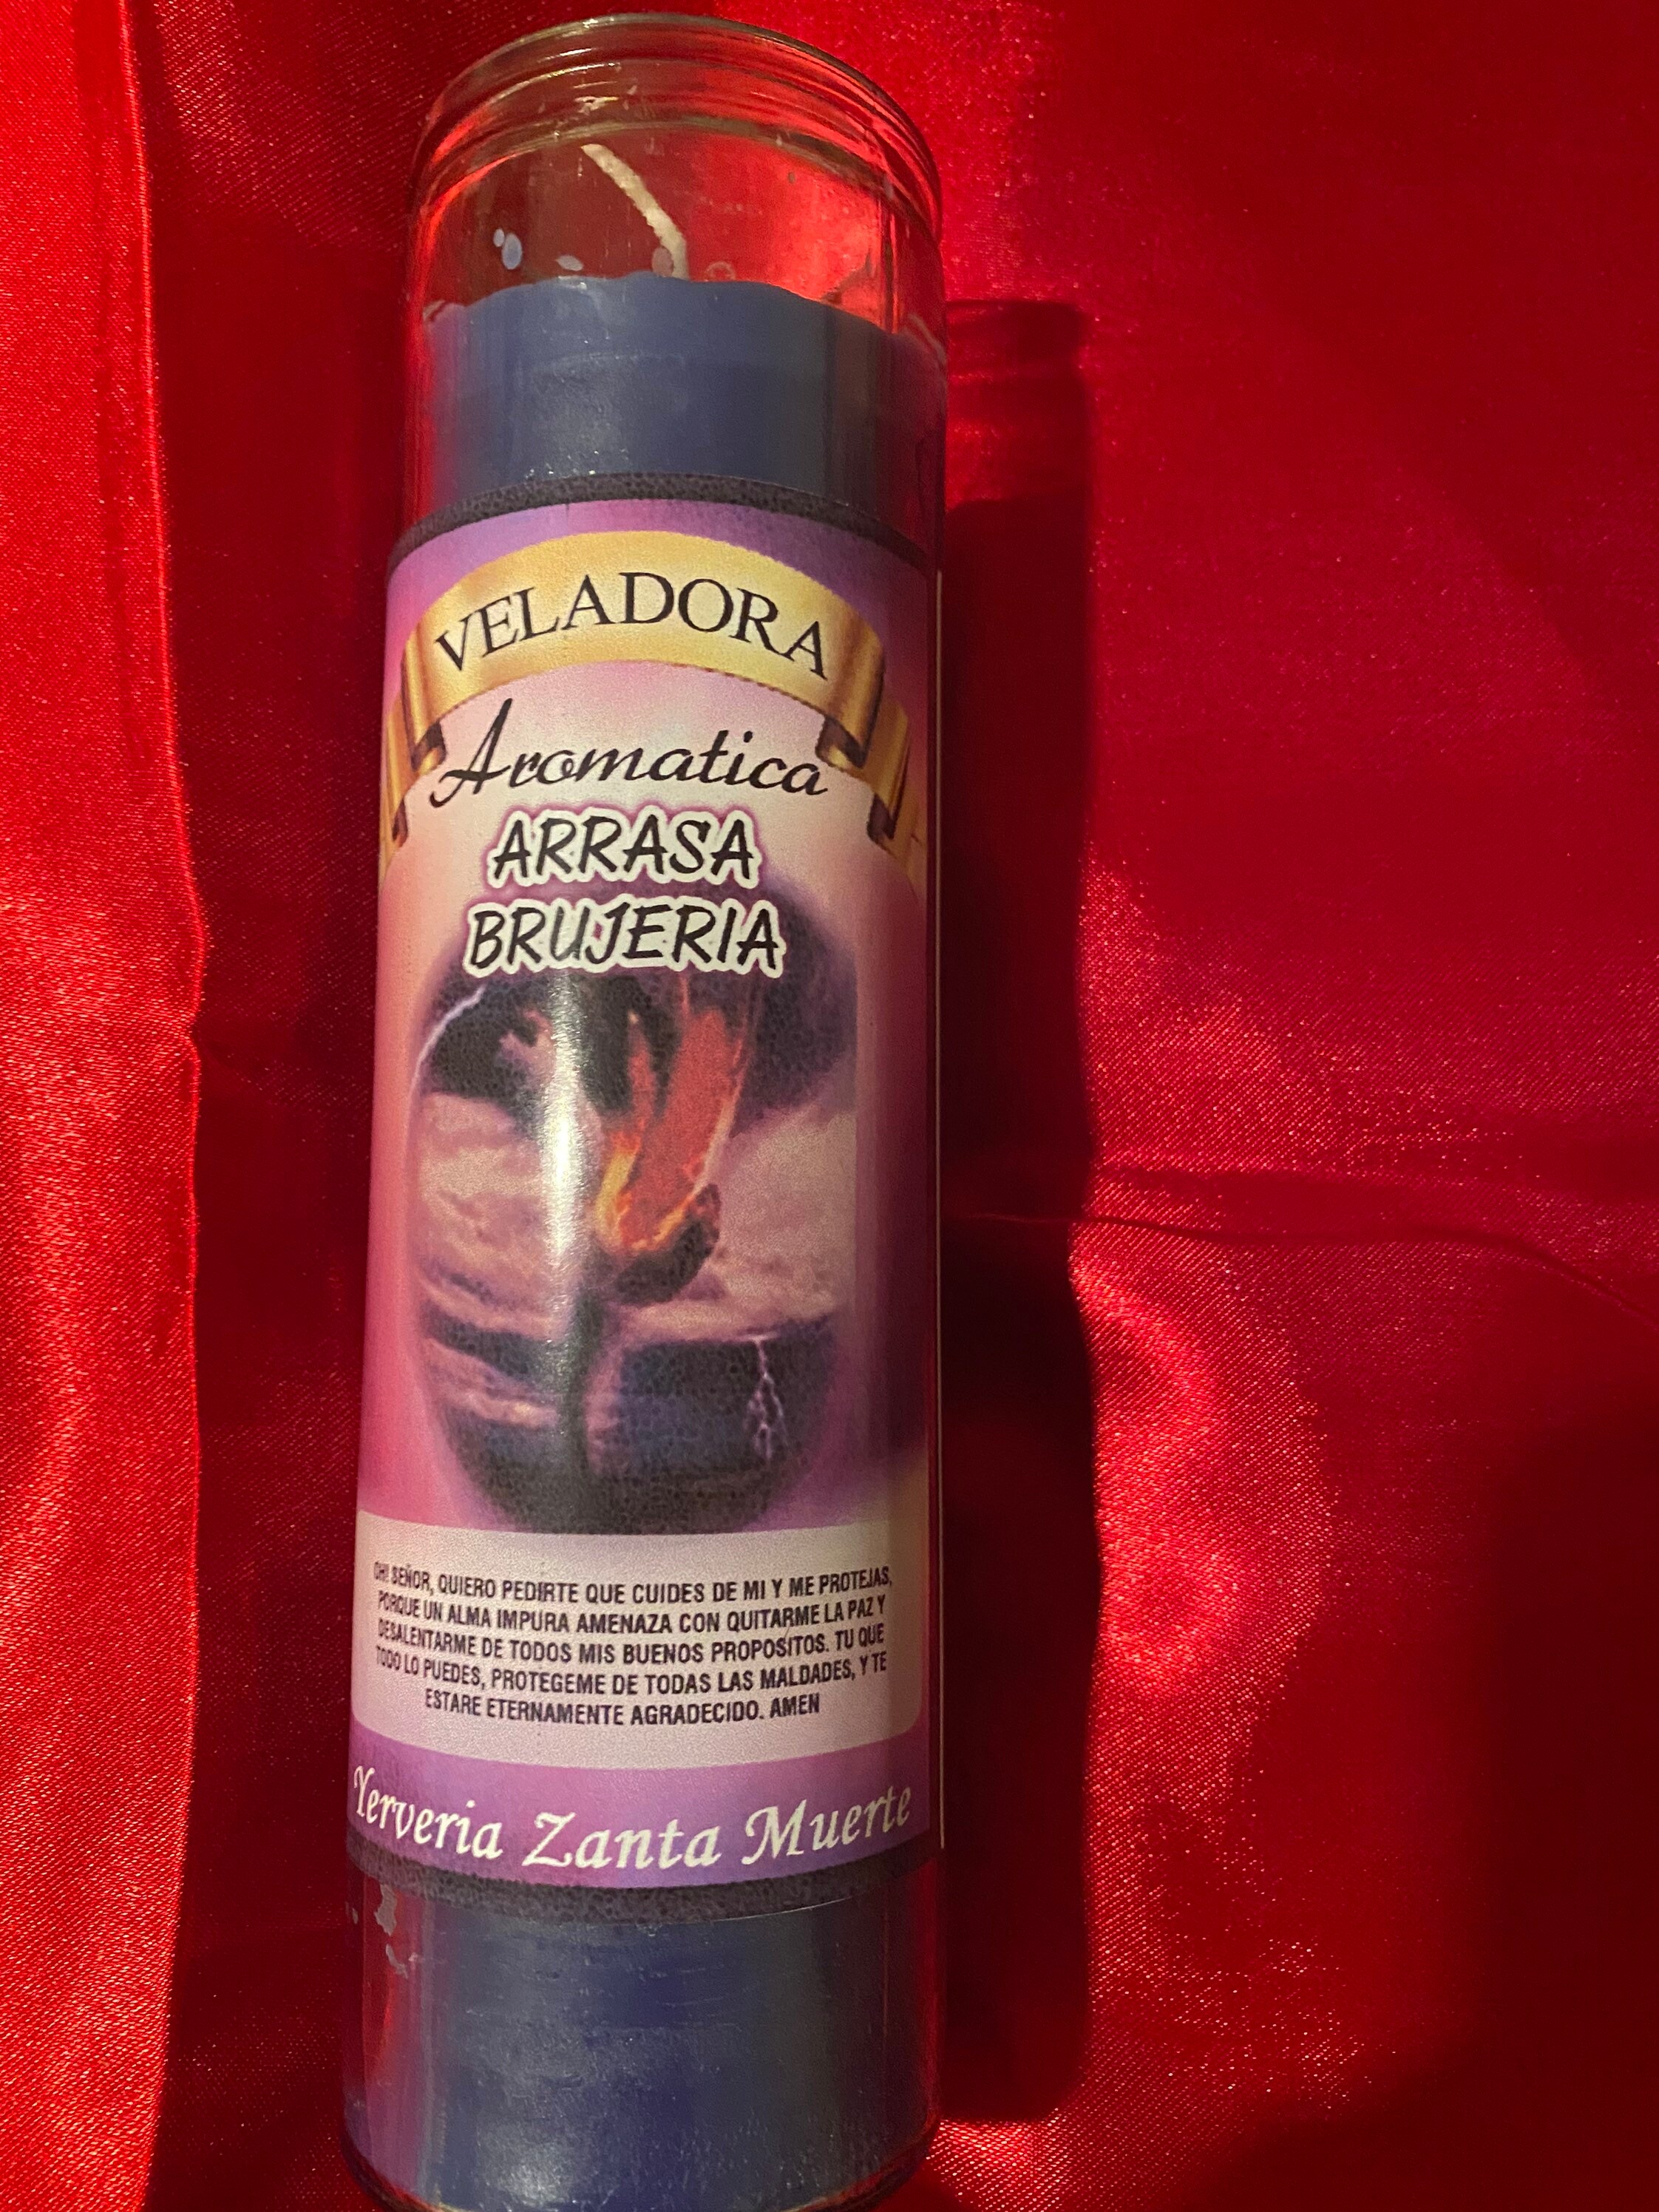 VELADORA
Aromatica
ARRASA
BRUJERIA
OH! SEÑOR, QUIERO PEDIRTE QUE CUIDES DE MI Y ME PROTEJAS,
PORQUE UN ALMA IMPURA AMENAZA CON QUITARME LA PAZ Y
DESALENTARME DE TODOS MIS BUENOS PROPOSITOS. TU QUE
TODO LO PUEDES, PROTEGEME DE TODAS LAS MALDADES, Y TE
ESTARE ETERNAMENTE AGRADECIDO. AMEN
Yerveria Zanta Muerte